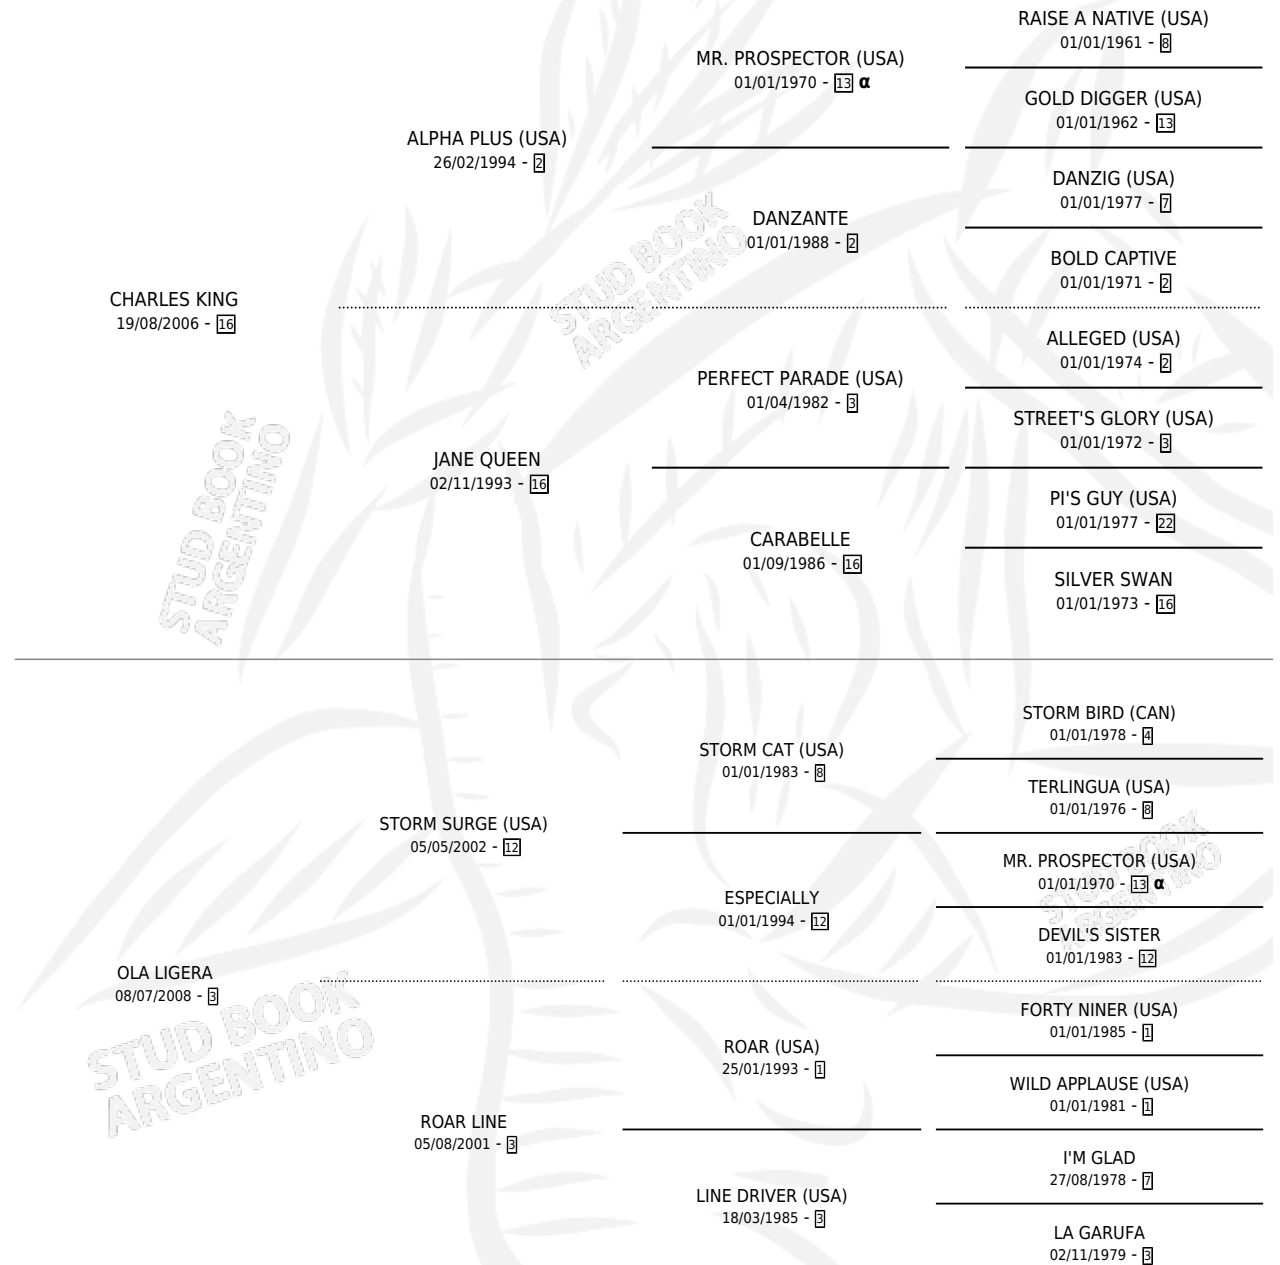 RAISE A NATIVE (USA)
01/01/1961 - 8
MR. PROSPECTOR (USA)
01/01/1970 - 13 α
GOLD DIGGER (USA)
01/01/1962 - 13
ALPHA PLUS (USA)
26/02/1994 - 2
DANZIG (USA)
01/01/1977 - 7
DANZANTE
01/01/1988 - 2
BOLD CAPTIVE
01/01/1971 - 2
CHARLES KING
19/08/2006 - 16
ALLEGED (USA)
01/01/1974 - 2
PERFECT PARADE (USA)
01/04/1982 - 3
STREET'S GLORY (USA)
01/01/1972 - 3
JANE QUEEN
02/11/1993 - 16
PI'S GUY (USA)
01/01/1977 - 22
CARABELLE
01/09/1986 - 16
SILVER SWAN
01/01/1973 - 16
STORM BIRD (CAN)
01/01/1978 - 4
STORM CAT (USA)
01/01/1983 - 8
TERLINGUA (USA)
01/01/1976 - 8
STORM SURGE (USA)
05/05/2002 - 12
MR. PROSPECTOR (USA)
01/01/1970 - 13 α
ESPECIALLY
01/01/1994 - 12
DEVIL'S SISTER
01/01/1983 - 12
OLA LIGERA
08/07/2008 - 3
FORTY NINER (USA)
01/01/1985 - 1
ROAR (USA)
25/01/1993 - 1
WILD APPLAUSE (USA)
01/01/1981 - 1
ROAR LINE
05/08/2001 - 3
I'M GLAD
27/08/1978 - 7
LINE DRIVER (USA)
18/03/1985 - 3
LA GARUFA
02/11/1979 - 3
STUD BOOK
ARGENTINO
STUD BOOK
ARGENTINO
STUD BOOK
ARGENTINO
STUD BOOK
ARGENTINO